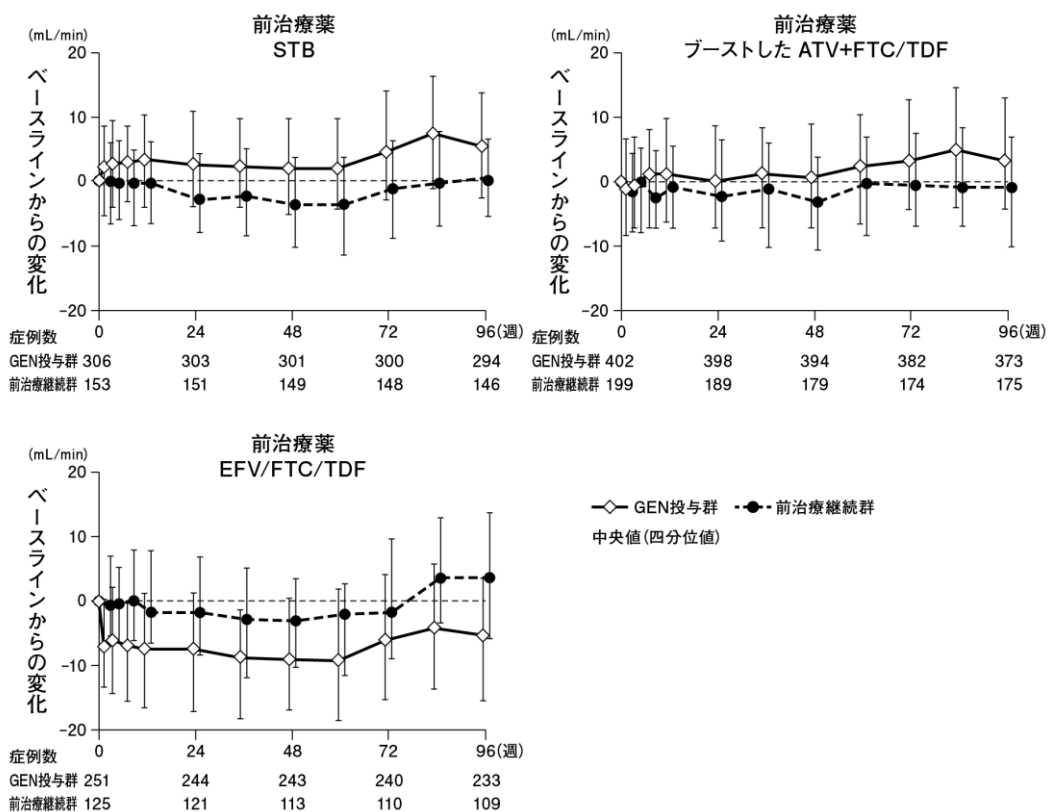 前治療薬
STB
(mL/min)
ベースラインからの変化
20
10
0
-10
-20
0 24 48 72 96(週)
症例数
GEN投与群 306 303 301 300 294
前治療継続群 153 151 149 148 146
前治療薬
ブーストした ATV+FTC/TDF
(mL/min)
ベースラインからの変化
20
10
0
-10
-20
0 24 48 72 96(週)
症例数
GEN投与群 402 398 394 382 373
前治療継続群 199 189 179 174 175
前治療薬
EFV/FTC/TDF
(mL/min)
ベースラインからの変化
20
10
0
-10
-20
0 24 48 72 96(週)
症例数
GEN投与群 251 244 243 240 233
前治療継続群 125 121 113 110 109
GEN投与群 前治療継続群
中央値(四分位値)